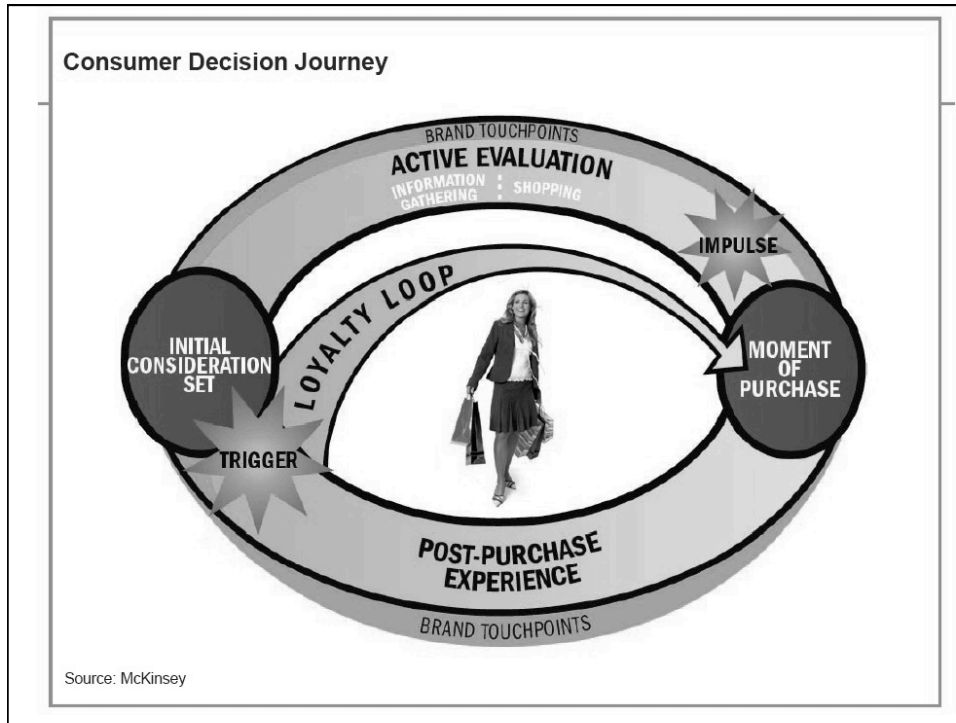 Consumer Decision Journey
BRAND TOUCHPOINTS
ACTIVE EVALUATION
INFORMATION
GATHERING
SHOPPING
IMPULSE
LOYALTY LOOP
INITIAL
CONSIDERATION
SET
MOMENT
OF
PURCHASE
TRIGGER
POST-PURCHASE
EXPERIENCE
BRAND TOUCHPOINTS
Source: McKinsey